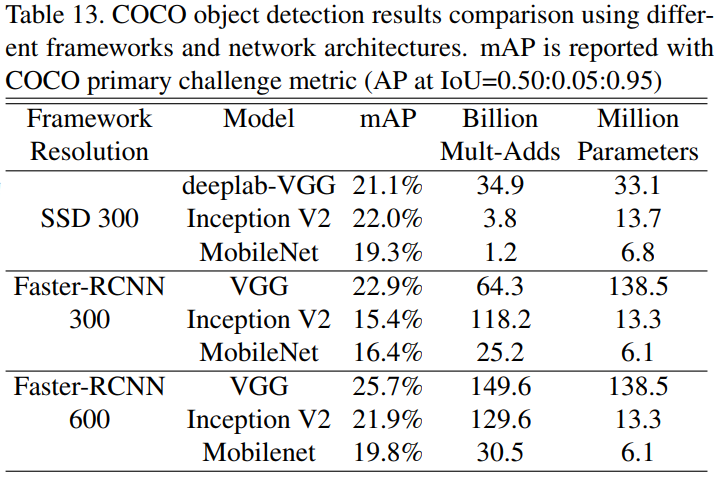 Table 13. COCO object detection results comparison using differ-
ent frameworks and network architectures. mAP is reported with
COCO primary challenge metric (AP at IoU=0.50:0.05:0.95)
Framework Model mAP Billion Million
Resolution Mult-Adds Parameters
deeplab-VGG 21.1% 34.9 33.1
SSD 300 Inception V2 22.0% 3.8 13.7
MobileNet 19.3% 1.2 6.8
Faster-RCNN VGG 22.9% 64.3 138.5
300 Inception V2 15.4% 118.2 13.3
MobileNet 16.4% 25.2 6.1
Faster-RCNN VGG 25.7% 149.6 138.5
600 Inception V2 21.9% 129.6 13.3
Mobilenet 19.8% 30.5 6.1